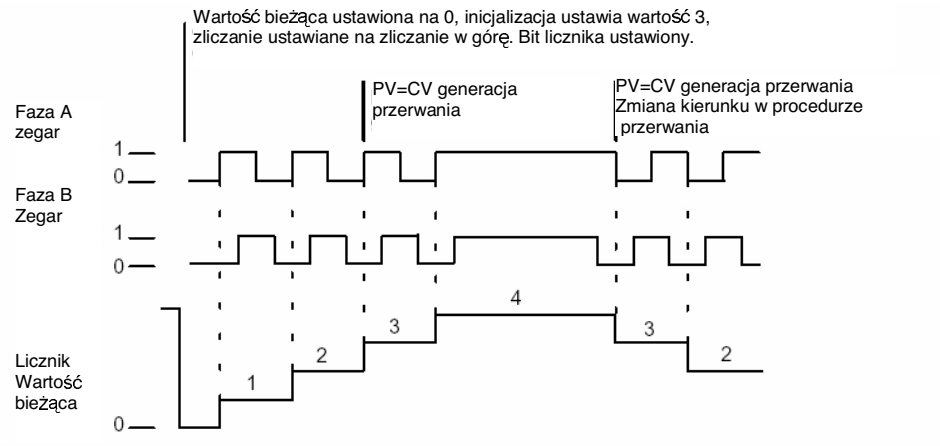 Wartość bieżąca ustawiona na 0, inicjalizacja ustawia wartość 3,
zliczanie ustawiane na zliczanie w górę. Bit licznika ustawiony.
PV=CV generacja
przerwania
PV=CV generacja przerwania
Zmiana kierunku w procedurze
przerwania
Faza A
zegar
1
0
Faza B
Zegar
1
0
4
3
3
2
2
1
Licznik
Wartość
bieżąca
0